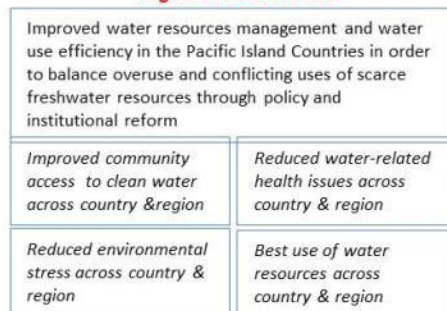 Improved water resources management and water
use efficiency in the Pacific Island Countries in order
to balance overuse and conflicting uses of scarce
freshwater resources through policy and
institutional reform
Improved community
access to clean water
across country &region
Reduced water-related
health issues across
country & region
Reduced environmental
stress across country &
region
Best use of water
resources across
country & region